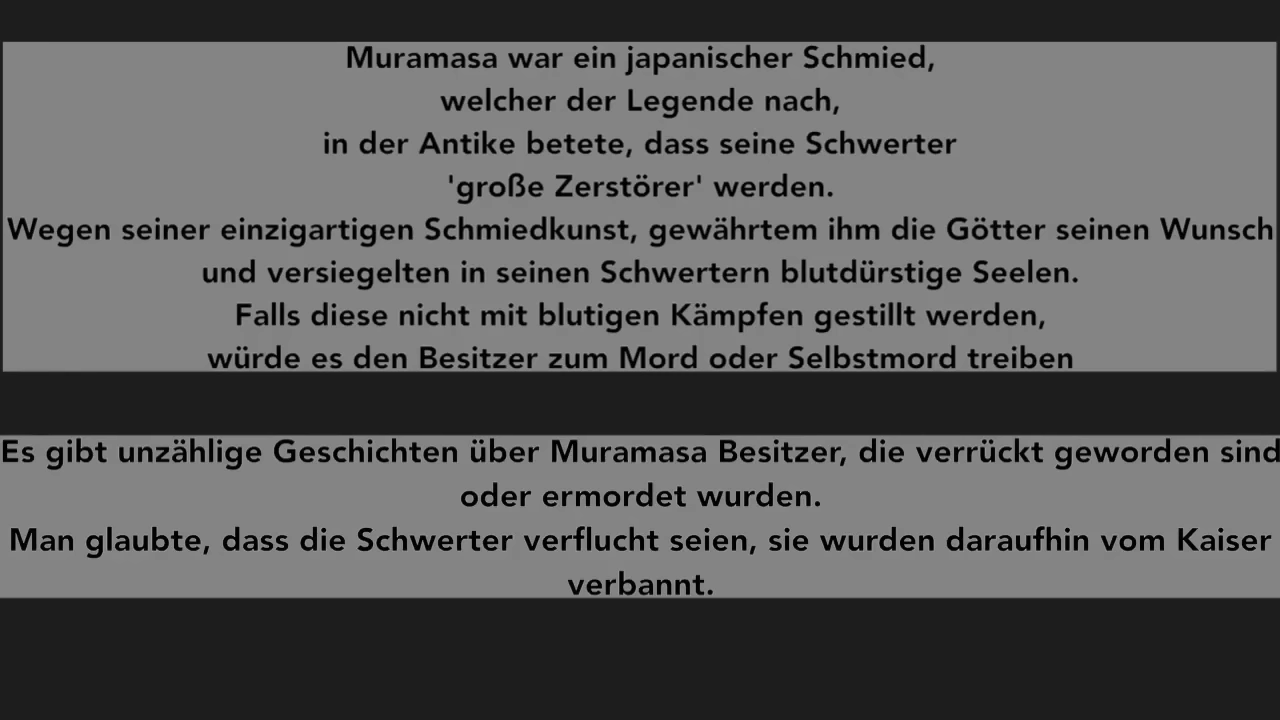 Muramasa war ein japanischer Schmied,
welcher der Legende nach,
in der Antike betete, dass seine Schwerter
'große Zerstörer' werden.
Wegen seiner einzigartigen Schmiedkunst, gewährtem ihm die Götter seinen Wunsch
und versiegelten in seinen Schwertern blutdürstige Seelen.
Falls diese nicht mit blutigen Kämpfen gestillt werden,
würde es den Besitzer zum Mord oder Selbstmord treiben
Es gibt unzählige Geschichten über Muramasa Besitzer, die verrückt geworden sind
oder ermordet wurden.
Man glaubte, dass die Schwerter verflucht seien, sie wurden daraufhin vom Kaiser
verbannt.